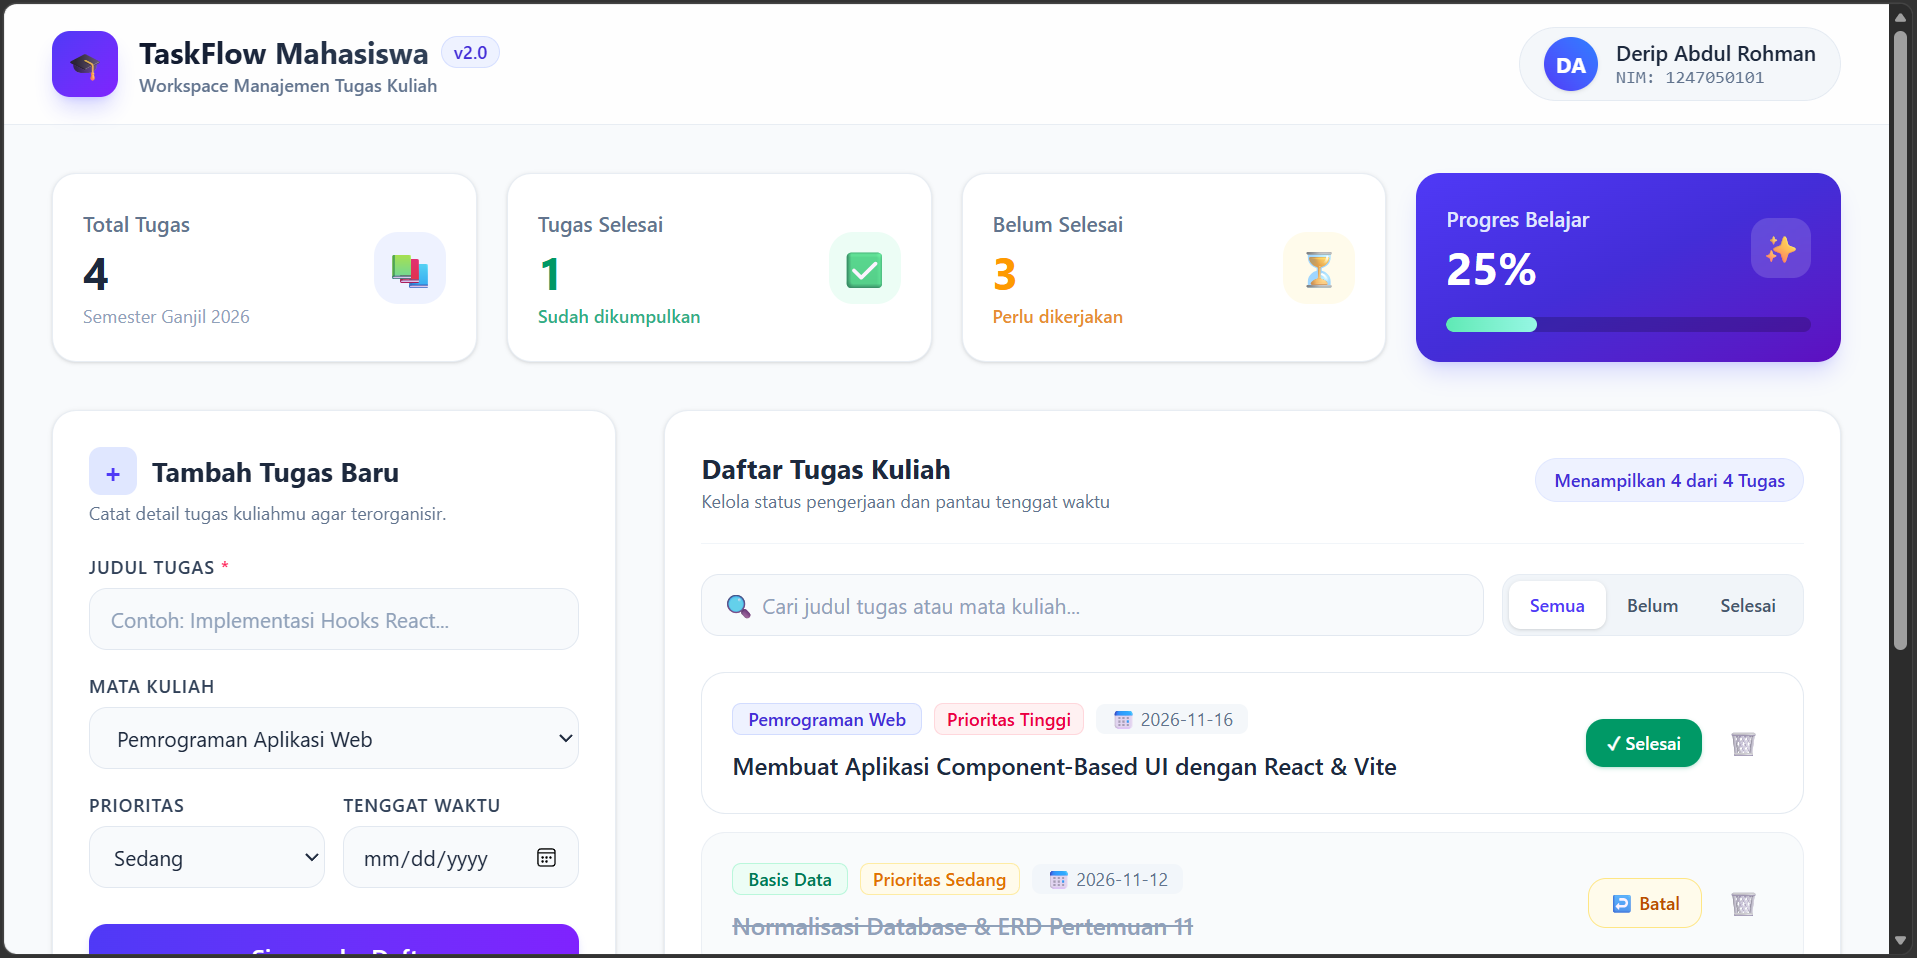 TaskFlow Mahasiswa v2.0
Workspace Manajemen Tugas Kuliah
DA
Derip Abdul Rohman
NIM: 1247050101
Total Tugas
4
Semester Ganjil 2026
Tugas Selesai
1
Sudah dikumpulkan
Belum Selesai
3
Perlu dikerjakan
Progres Belajar
25%
+ Tambah Tugas Baru
Catat detail tugas kuliahmu agar terorganisir.
JUDUL TUGAS *
Contoh: Implementasi Hooks React...
MATA KULIAH
Pemrograman Aplikasi Web
PRIORITAS
Sedang
TENGGAT WAKTU
mm/dd/yyyy
Daftar Tugas Kuliah
Kelola status pengerjaan dan pantau tenggat waktu
Menampilkan 4 dari 4 Tugas
Cari judul tugas atau mata kuliah...
Semua Belum Selesai
Pemrograman Web Prioritas Tinggi 2026-11-16
Membuat Aplikasi Component-Based UI dengan React & Vite
✓ Selesai
Basis Data Prioritas Sedang 2026-11-12
Normalisasi Database & ERD Pertemuan 11
Batal